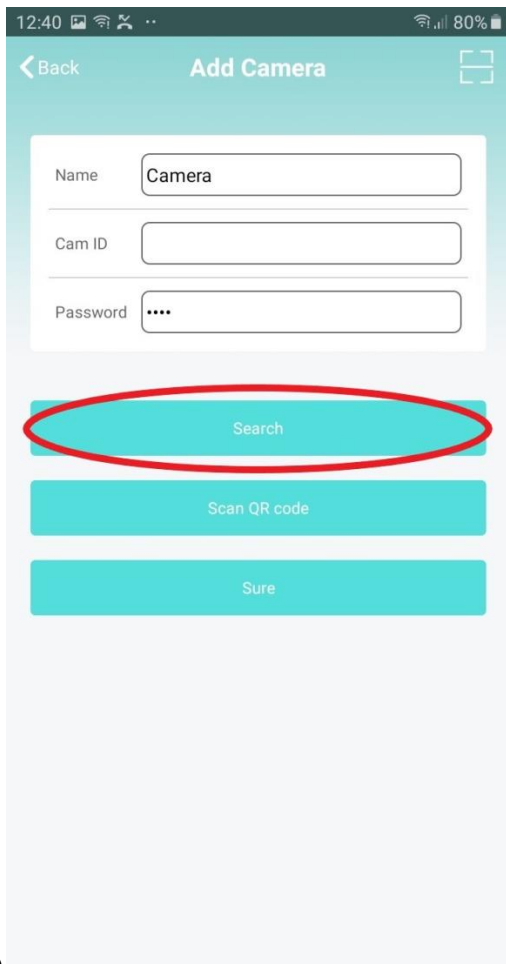 12:40 80%
Back Add Camera
Name Camera
Cam ID
Password ••••
Search
Scan QR code
Sure